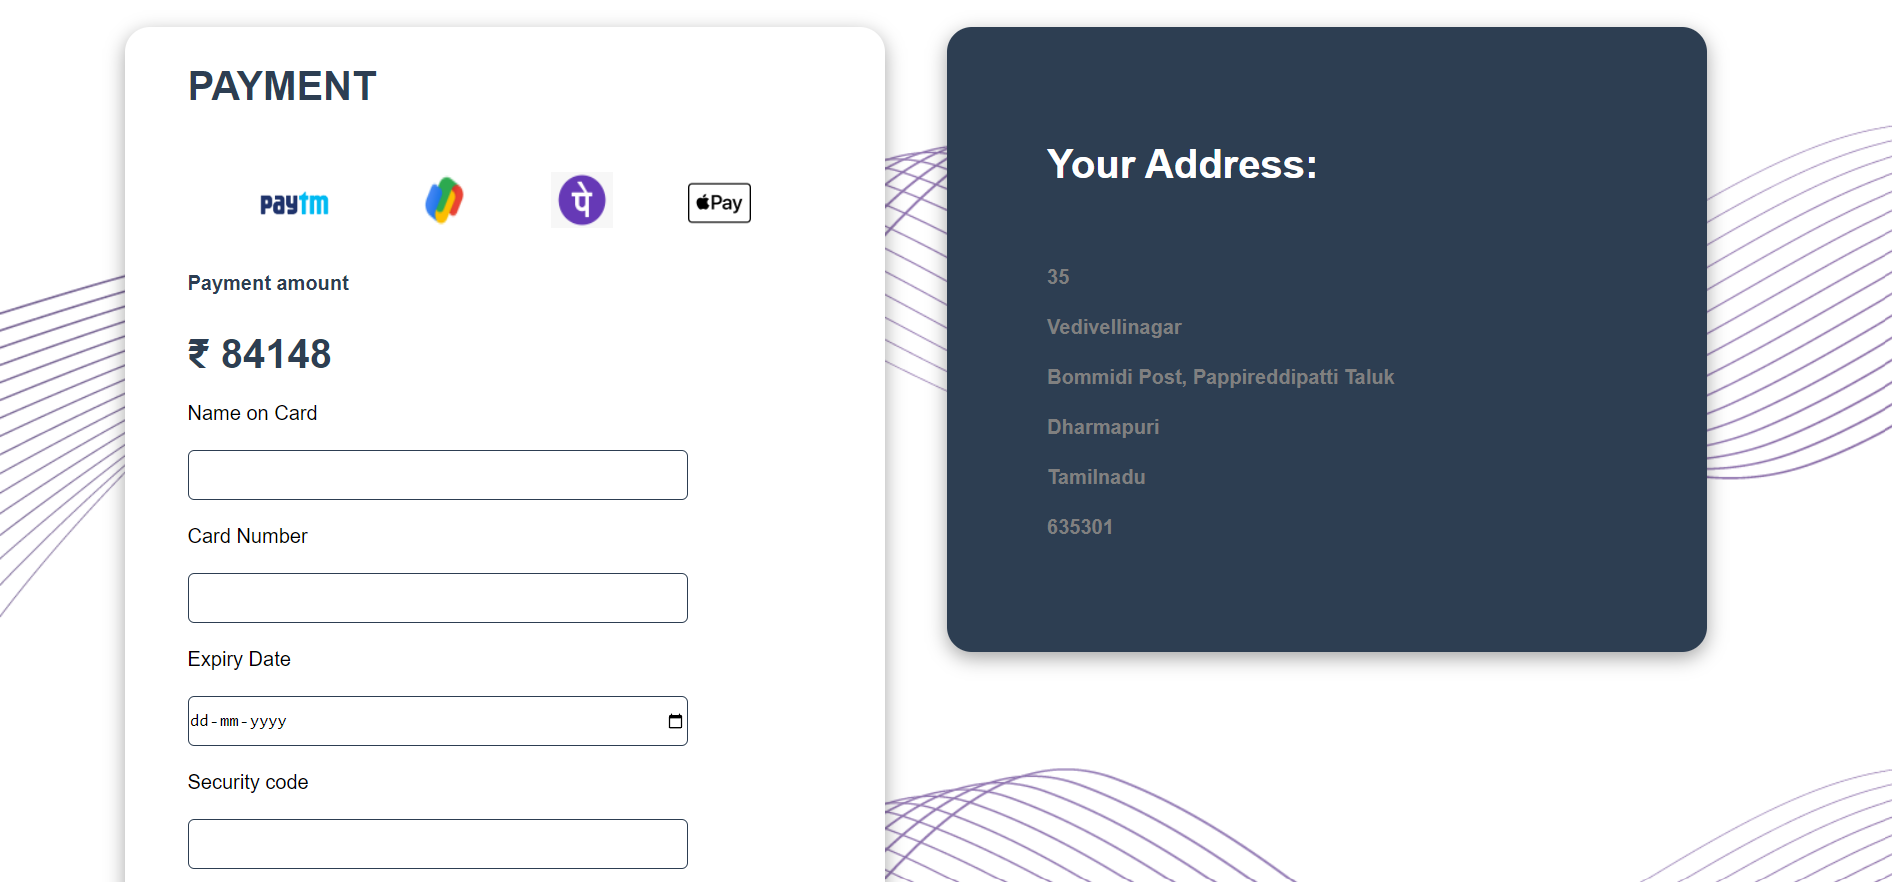 PAYMENT
paytm
पे
Pay
Payment amount
₹ 84148
Name on Card
Card Number
Expiry Date
dd-mm-yyyy
Security code
Your Address:
35
Vedivellinagar
Bommidi Post, Pappireddipatti Taluk
Dharmapuri
Tamilnadu
635301